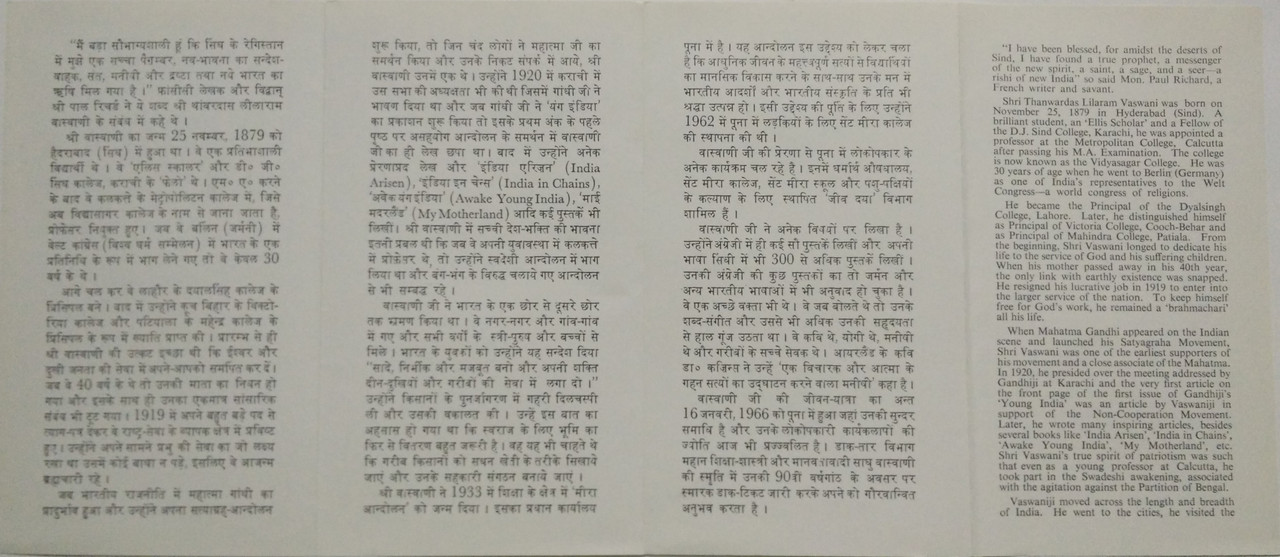 "मैं बड़ा सौभाग्यशाली हूं कि सिंध के रेगिस्तान
में मुझे एक सच्चा पैग़म्बर, नव-भावना का सन्देश-
वाहक, संत, मनीषी और द्रष्टा तथा नये भारत का
ऋषि मिल गया है ।" फ्रांसीसी लेखक और विद्वान्
श्री पाल रिचर्ड ने ये शब्द श्री थांवरदास लीलाराम
वास्वाणी के संबंध में कहे थे ।
श्री वास्वाणी का जन्म 25 नवम्बर, 1879 को
हैदराबाद (सिंध) में हुआ था । वे एक प्रतिभाशाली
विद्यार्थी थे । वे 'एलिस स्कालर' और डी० जी०
सिंध कालेज, कराची के 'फेलो' थे । एम० ए० करने
के बाद वे कलकत्ते के मेट्रोपोलिटन कालेज में, जिसे
अब विद्यासागर कालेज के नाम से जाना जाता है,
प्रोफेसर नियुक्त हुए। जब वे बर्लिन (जर्मनी) में
वेल्ट कांग्रेस (विश्व धर्म सम्मेलन) में भारत के एक
प्रतिनिधि के रूप में भाग लेने गए तो वे केवल 30
वर्ष के थे ।
आगे चल कर वे लाहौर के दयालसिंह कालेज के
प्रिंसिपल बने । बाद में उन्होंने कूच बिहार के विक्टो-
रिया कालेज और पटियाला के महेन्द्र कालेज के
प्रिंसिपल के रूप में ख्याति प्राप्त की । प्रारम्भ से ही
श्री वास्वाणी की उत्कट इच्छा थी कि ईश्वर और
दुखी जनता की सेवा में अपने-आपको समर्पित कर दें।
जब वे 40 वर्ष के थे तो उनकी माता का निधन हो
गया और इसके साथ ही उनका एकमात्र सांसारिक
संबंध भी टूट गया । 1919 में अपने बहुत बड़े पद से
त्याग-पत्र देकर वे राष्ट्र-सेवा के व्यापक क्षेत्र में प्रविष्ट
हुए। उन्होंने अपने सामने प्रभु की सेवा का जो लक्ष्य
रखा था उसमें कोई बाधा न पड़े, इसलिए वे आजन्म
ब्रह्मचारी रहे ।
जब भारतीय राजनीति में महात्मा गांधी का
प्रादुर्भाव हुआ और उन्होंने अपना सत्याग्रह-आन्दोलन
शुरू किया, तो जिन चंद लोगों ने महात्मा जी का
समर्थन किया और उनके निकट संपर्क में आये, श्री
वास्वाणी उनमें एक थे । उन्होंने 1920 में कराची में
उस सभा की अध्यक्षता भी की थी जिसमें गांधी जी ने
भाषण दिया था और जब गांधी जी ने 'यंग इंडिया'
का प्रकाशन शुरू किया तो इसके प्रथम अंक के पहले
पृष्ठ पर असहयोग आन्दोलन के समर्थन में वास्वाणी
जी का ही लेख छपा था। बाद में उन्होंने अनेक
प्रेरणाप्रद लेख और 'इंडिया एरिज़न' (India
Arisen), 'इंडिया इन चेन्स' (India in Chains),
'अवेक यंग इंडिया' (Awake Young India), 'माई
मदरलैंड' (My Motherland) आदि कई पुस्तकें भी
लिखीं। श्री वास्वाणी में सच्ची देश-भक्ति की भावना
इतनी प्रबल थी कि जब वे अपनी युवावस्था में कलकत्ते
में प्रोफेसर थे, तो उन्होंने स्वदेशी आन्दोलन में भाग
लिया था और बंग-भंग के विरुद्ध चलाये गए आन्दोलन
से भी सम्बद्ध रहे ।
वास्वाणी जी ने भारत के एक छोर से दूसरे छोर
तक भ्रमण किया था । वे नगर-नगर और गांव-गांव
में गए और सभी वर्गों के स्त्री-पुरुष और बच्चों से
मिले । भारत के युवकों को उन्होंने यह सन्देश दिया
"सादे, निर्भीक और मजबूत बनो और अपनी शक्ति
दीन-दुखियों और गरीबों की सेवा में लगा दो ।"
उन्होंने किसानों के पुनर्जागरण में गहरी दिलचस्पी
ली और उसकी वकालत की । उन्हें इस बात का
अहसास हो गया था कि स्वराज के लिए भूमि का
फिर से वितरण बहुत जरूरी है । वह यह भी चाहते थे
कि गरीब किसानों को सघन खेती के तरीके सिखाये
जाएं और उनके सहकारी संगठन बनाये जाएं ।
श्री वास्वाणी ने 1933 में शिक्षा के क्षेत्र में 'मीरा
आन्दोलन' को जन्म दिया । इसका प्रधान कार्यालय
पूना में है । यह आन्दोलन इस उद्देश्य को लेकर चला
है कि आधुनिक जीवन के महत्त्वपूर्ण सत्यों से विद्यार्थियों
का मानसिक विकास करने के साथ-साथ उनके मन में
भारतीय आदर्शों और भारतीय संस्कृति के प्रति भी
श्रद्धा उत्पन्न हो । इसी उद्देश्य की पूर्ति के लिए उन्होंने
1962 में पूना में लड़कियों के लिए सेंट मीरा कालेज
की स्थापना की थी ।
वास्वाणी जी की प्रेरणा से पूना में लोकोपकार के
अनेक कार्यक्रम चल रहे हैं । इनमें धर्मार्थ औषधालय,
सेंट मीरा कालेज, सेंट मीरा स्कूल और पशु-पक्षियों
के कल्याण के लिए स्थापित 'जीव दया' विभाग
शामिल हैं ।
वास्वाणी जी ने अनेक विषयों पर लिखा है ।
उन्होंने अंग्रेजी में ही कई सौ पुस्तकें लिखीं और अपनी
भाषा सिंधी में भी 300 से अधिक पुस्तकें लिखीं ।
उनकी अंग्रेजी की कुछ पुस्तकों का तो जर्मन और
अन्य भारतीय भाषाओं में भी अनुवाद हो चुका है ।
वे एक अच्छे वक्ता भी थे । वे जब बोलते थे तो उनके
शब्द-संगीत और उससे भी अधिक उनकी सहृदयता
से हाल गूंज उठता था । वे कवि थे, योगी थे, मनीषी
थे और गरीबों के सच्चे सेवक थे । आयरलैंड के कवि
डा० कज़िन्स ने उन्हें 'एक विचारक और आत्मा के
गहन सत्यों का उद्घाटन करने वाला मनीषी' कहा है ।
वास्वाणी जी की जीवन-यात्रा का अन्त
16 जनवरी, 1966 को पूना में हुआ जहां उनकी सुन्दर
समाधि है और उनके लोकोपकारी कार्यकलापों की
ज्योति आज भी प्रज्ज्वलित है । डाक-तार विभाग
महान शिक्षा-शास्त्री और मानवतावादी साधु वास्वाणी
की स्मृति में उनकी 90वीं वर्षगांठ के अवसर पर
स्मारक डाक-टिकट जारी करके अपने को गौरवान्वित
अनुभव करता है ।
"I have been blessed, for amidst the deserts of
Sind, I have found a true prophet, a messenger
of the new spirit, a saint, a sage, and a seer—a
rishi of new India" so said Mon. Paul Richard, a
French writer and savant.
Shri Thanwardas Lilaram Vaswani was born on
November 25, 1879 in Hyderabad (Sind). A
brilliant student, an 'Ellis Scholar' and a Fellow of
the D.J. Sind College, Karachi, he was appointed a
professor at the Metropolitan College, Calcutta
after passing his M.A. Examination. The college
is now known as the Vidyasagar College. He was
30 years of age when he went to Berlin (Germany)
as one of India's representatives to the Welt
Congress—a world congress of religions.
He became the Principal of the Dyalsingh
College, Lahore. Later, he distinguished himself
as Principal of Victoria College, Cooch-Behar and
as Principal of Mahindra College, Patiala. From
the beginning, Shri Vaswani longed to dedicate his
life to the service of God and his suffering children.
When his mother passed away in his 40th year,
the only link with earthly existence was snapped.
He resigned his lucrative job in 1919 to enter into
the larger service of the nation. To keep himself
free for God's work, he remained a 'brahmachari'
all his life.
When Mahatma Gandhi appeared on the Indian
scene and launched his Satyagraha Movement,
Shri Vaswani was one of the earliest supporters of
his movement and a close associate of the Mahatma.
In 1920, he presided over the meeting addressed by
Gandhiji at Karachi and the very first article on
the front page of the first issue of Gandhiji's
'Young India' was an article by Vaswaniji in
support of the Non-Cooperation Movement.
Later, he wrote many inspiring articles, besides
several books like 'India Arisen', 'India in Chains',
'Awake Young India', 'My Motherland', etc.
Shri Vaswani's true spirit of patriotism was such
that even as a young professor at Calcutta, he
took part in the Swadeshi awakening, associated
with the agitation against the Partition of Bengal.
Vaswaniji moved across the length and breadth
of India. He went to the cities, he visited the